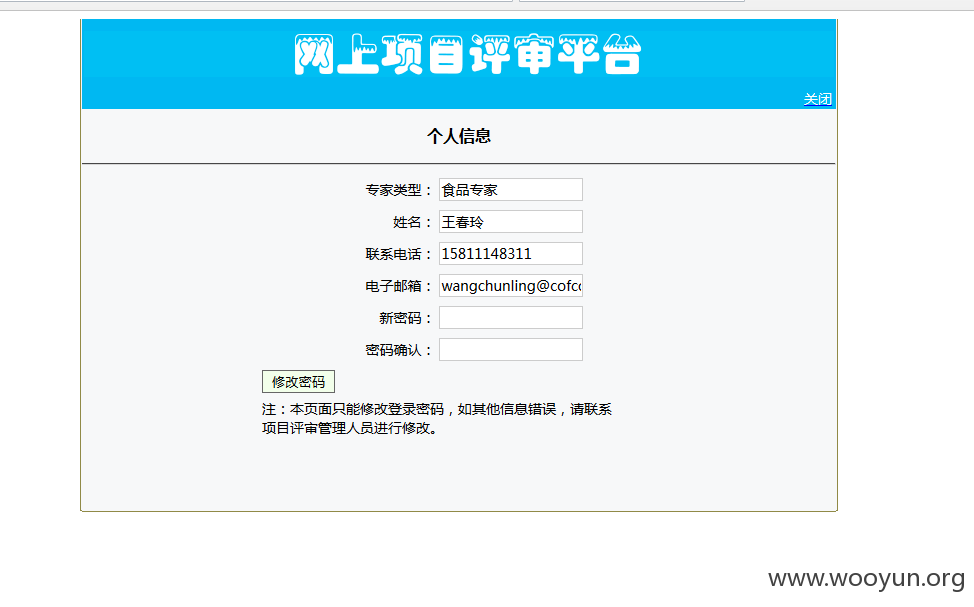 网上项目评审平台
关闭
个人信息
专家类型： 食品专家
姓名： 王春玲
联系电话： 15811148311
电子邮箱： wangchunling@cofc
新密码：
密码确认：
修改密码
注：本页面只能修改登录密码，如其他信息错误，请联系
项目评审管理人员进行修改。
www.wooyun.org